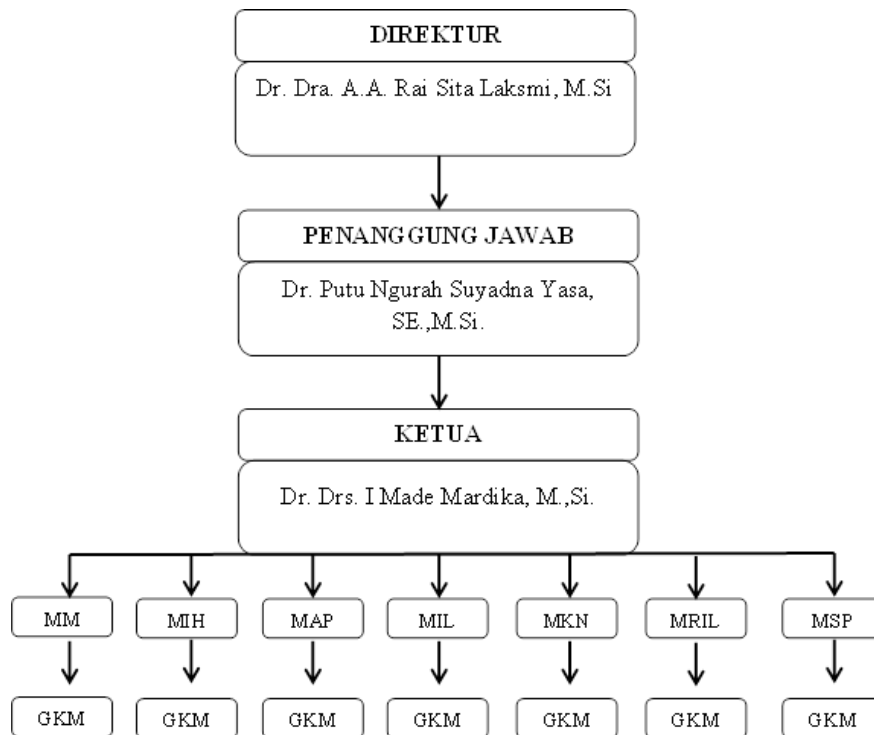 DIREKTUR
Dr. Dra. A.A. Rai Sita Laksmi, M.Si
PENANGGUNG JAWAB
Dr. Putu Ngurah Suyadna Yasa,
SE.,M.Si.
KETUA
Dr. Drs. I Made Mardika, M.,Si.
MM MIH MAP MIL MKN MRIL MSP
GKM GKM GKM GKM GKM GKM GKM